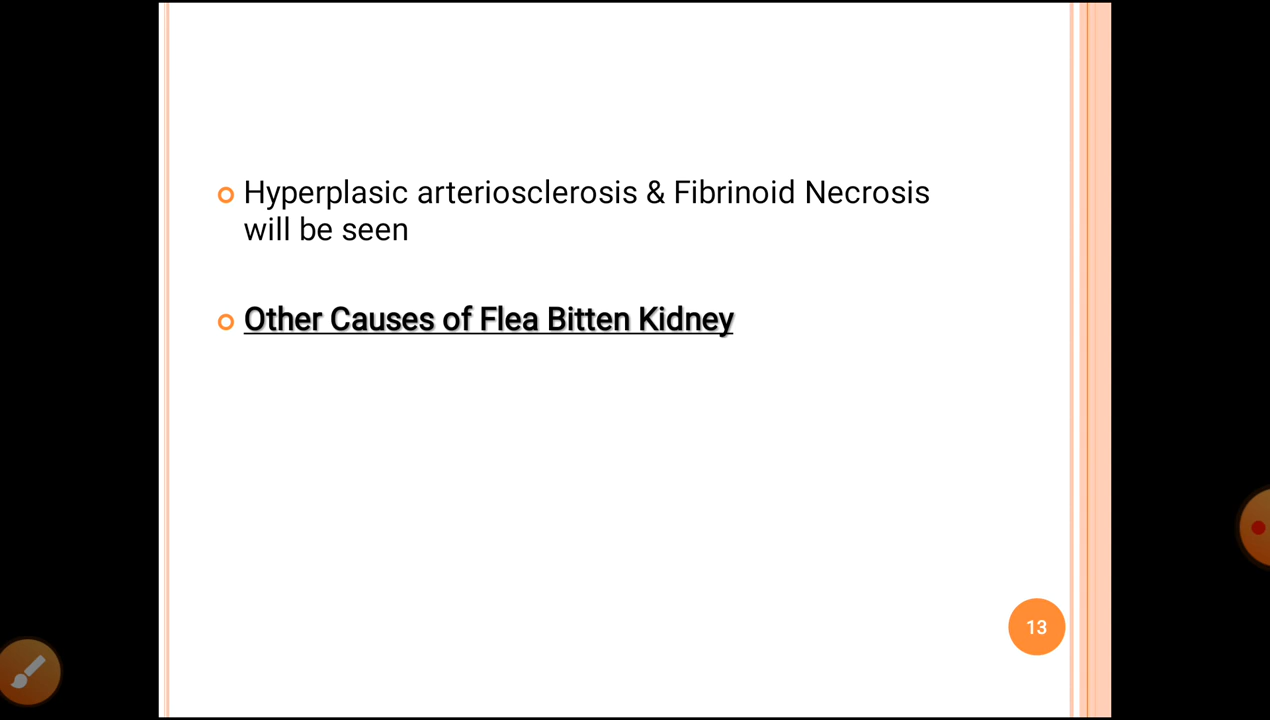 Hyperplasic arteriosclerosis & Fibrinoid Necrosis
will be seen
Other Causes of Flea Bitten Kidney
13